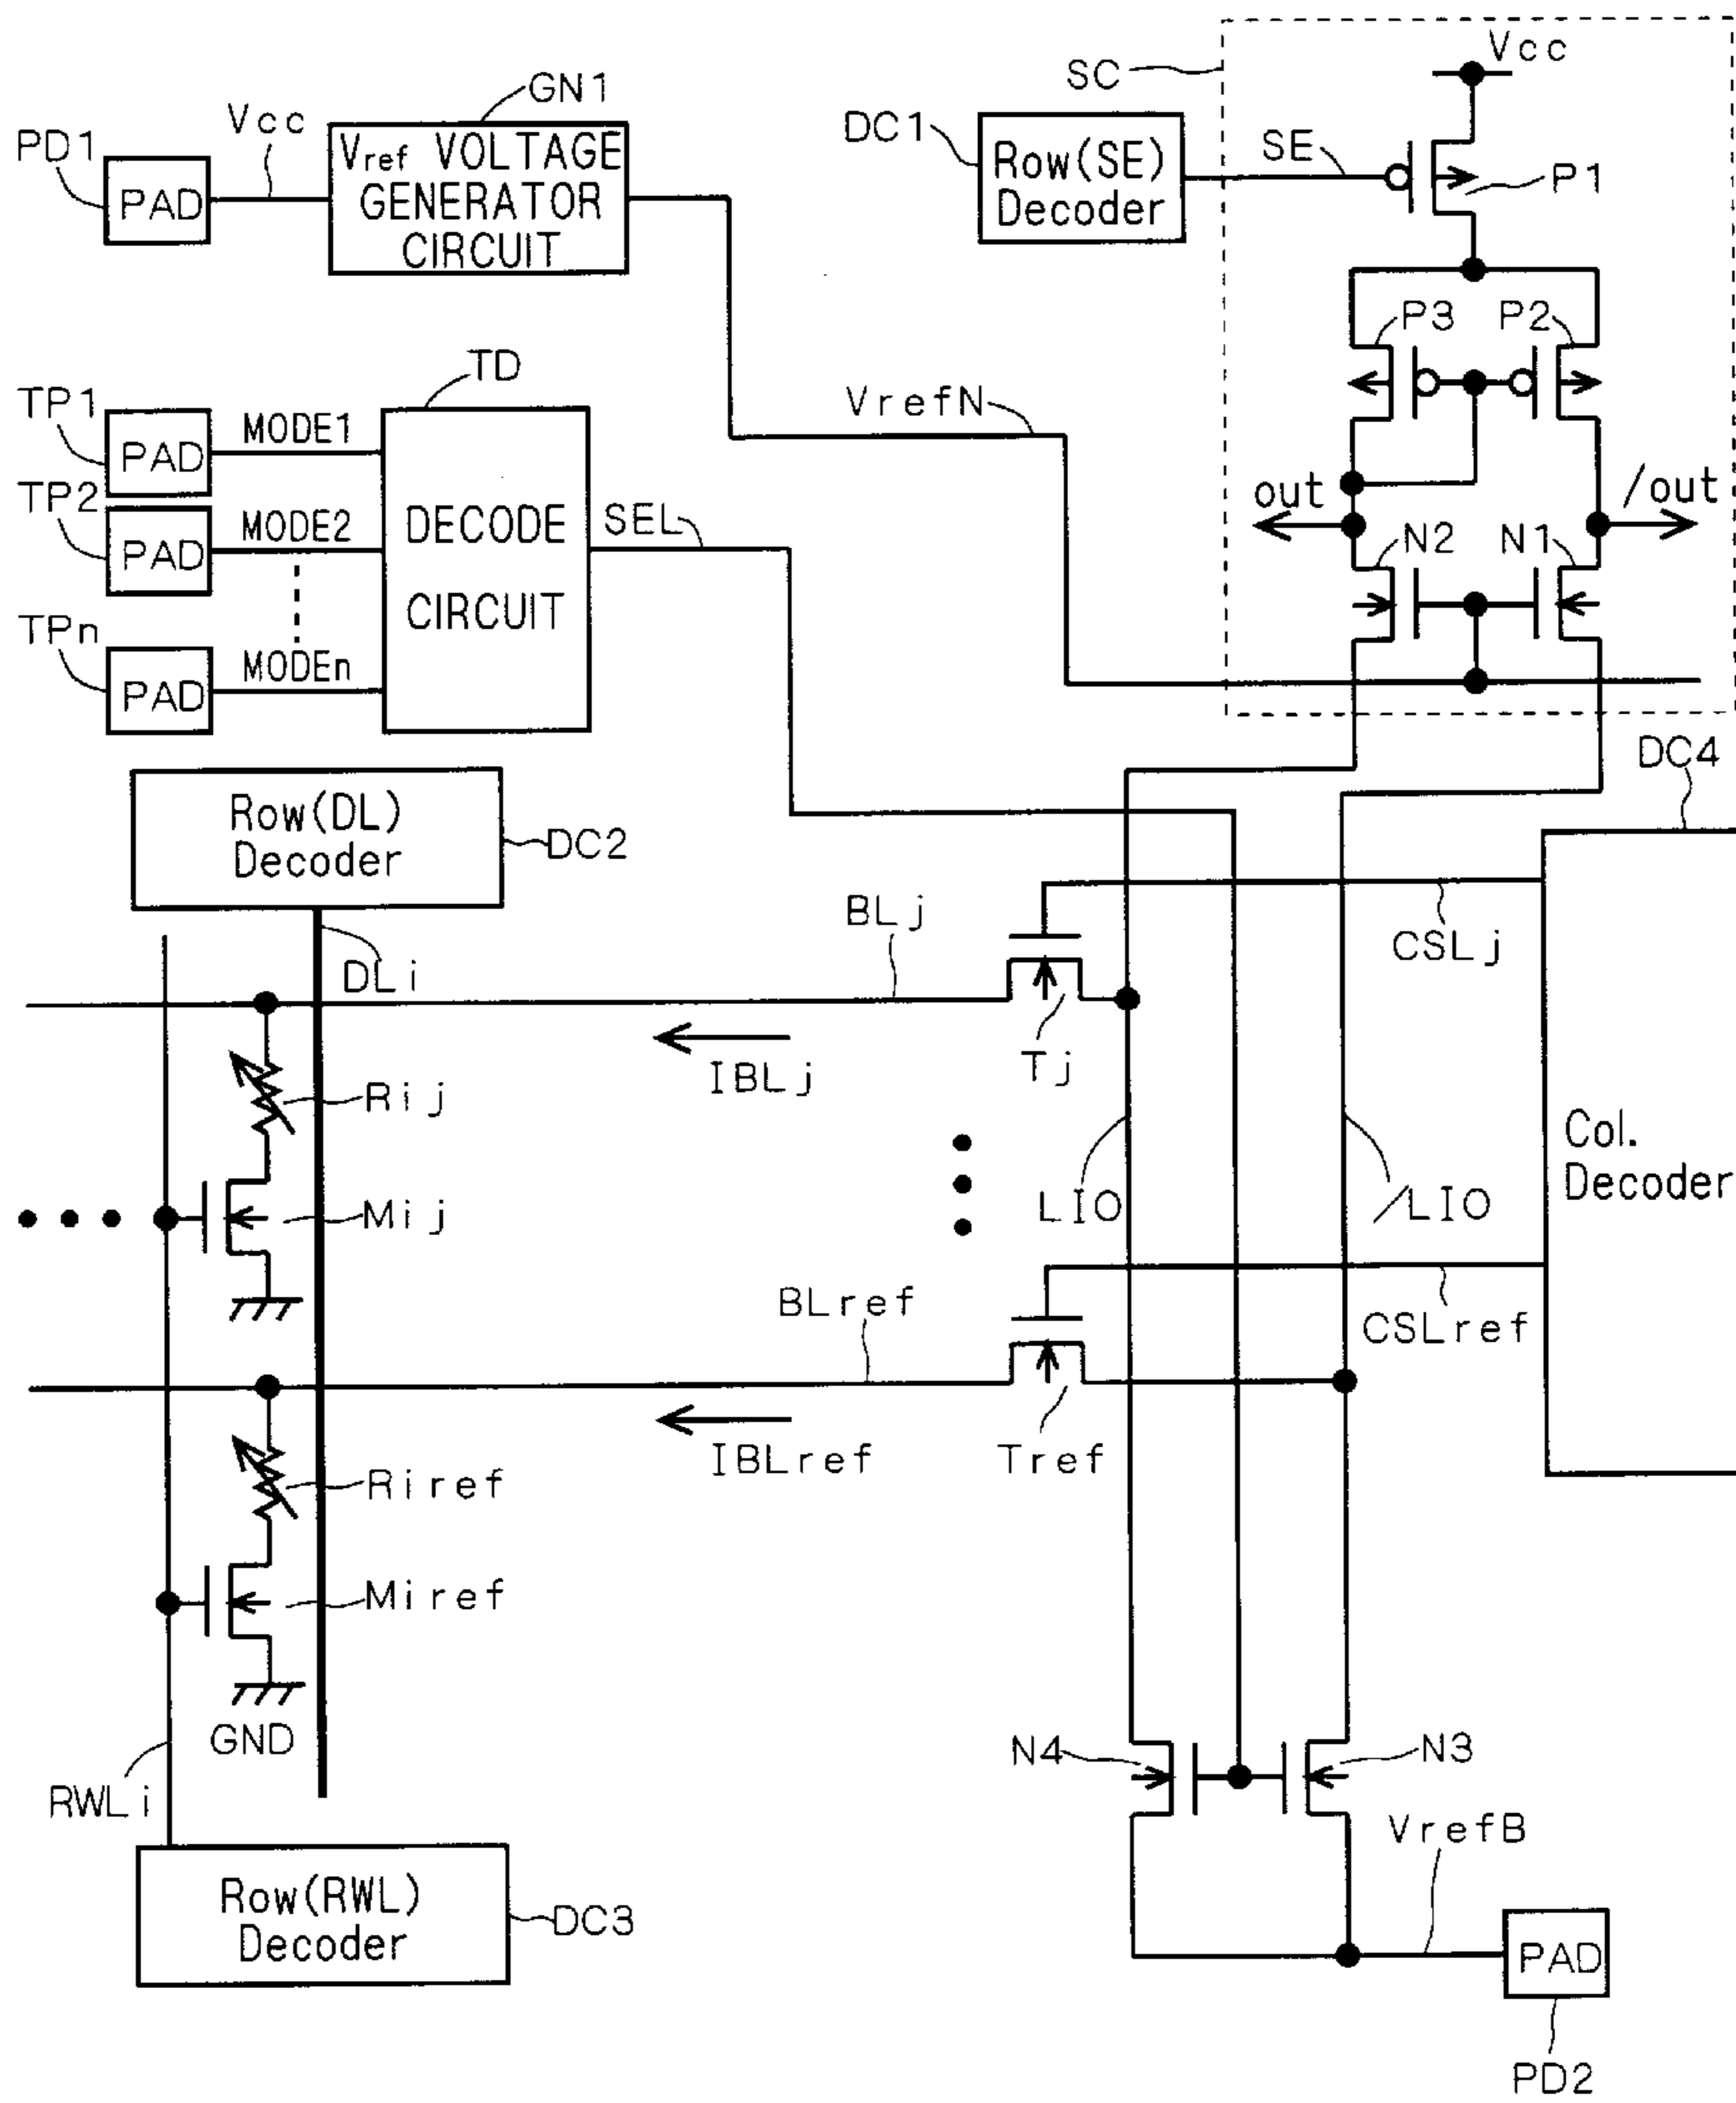 Vcc
SC
GN1
Vcc
PD1
PAD
Vref VOLTAGE
GENERATOR
CIRCUIT
DC1
Row(SE)
Decoder
SE
P1
P3
P2
TD
TP1
PAD
MODE1
VrefN
TP2
PAD
MODE2
DECODE
CIRCUIT
SEL
out
/out
N2
N1
TPn
PAD
MODEn
DC4
Row(DL)
Decoder
DC2
BLj
CSLj
DLi
IBLj
Tj
Rij
Col.
Decoder
Mij
LIO
/LIO
BLref
CSLref
IBLref
Tref
Riref
Miref
GND
N4
N3
RWLi
VrefB
Row(RWL)
Decoder
DC3
PAD
PD2